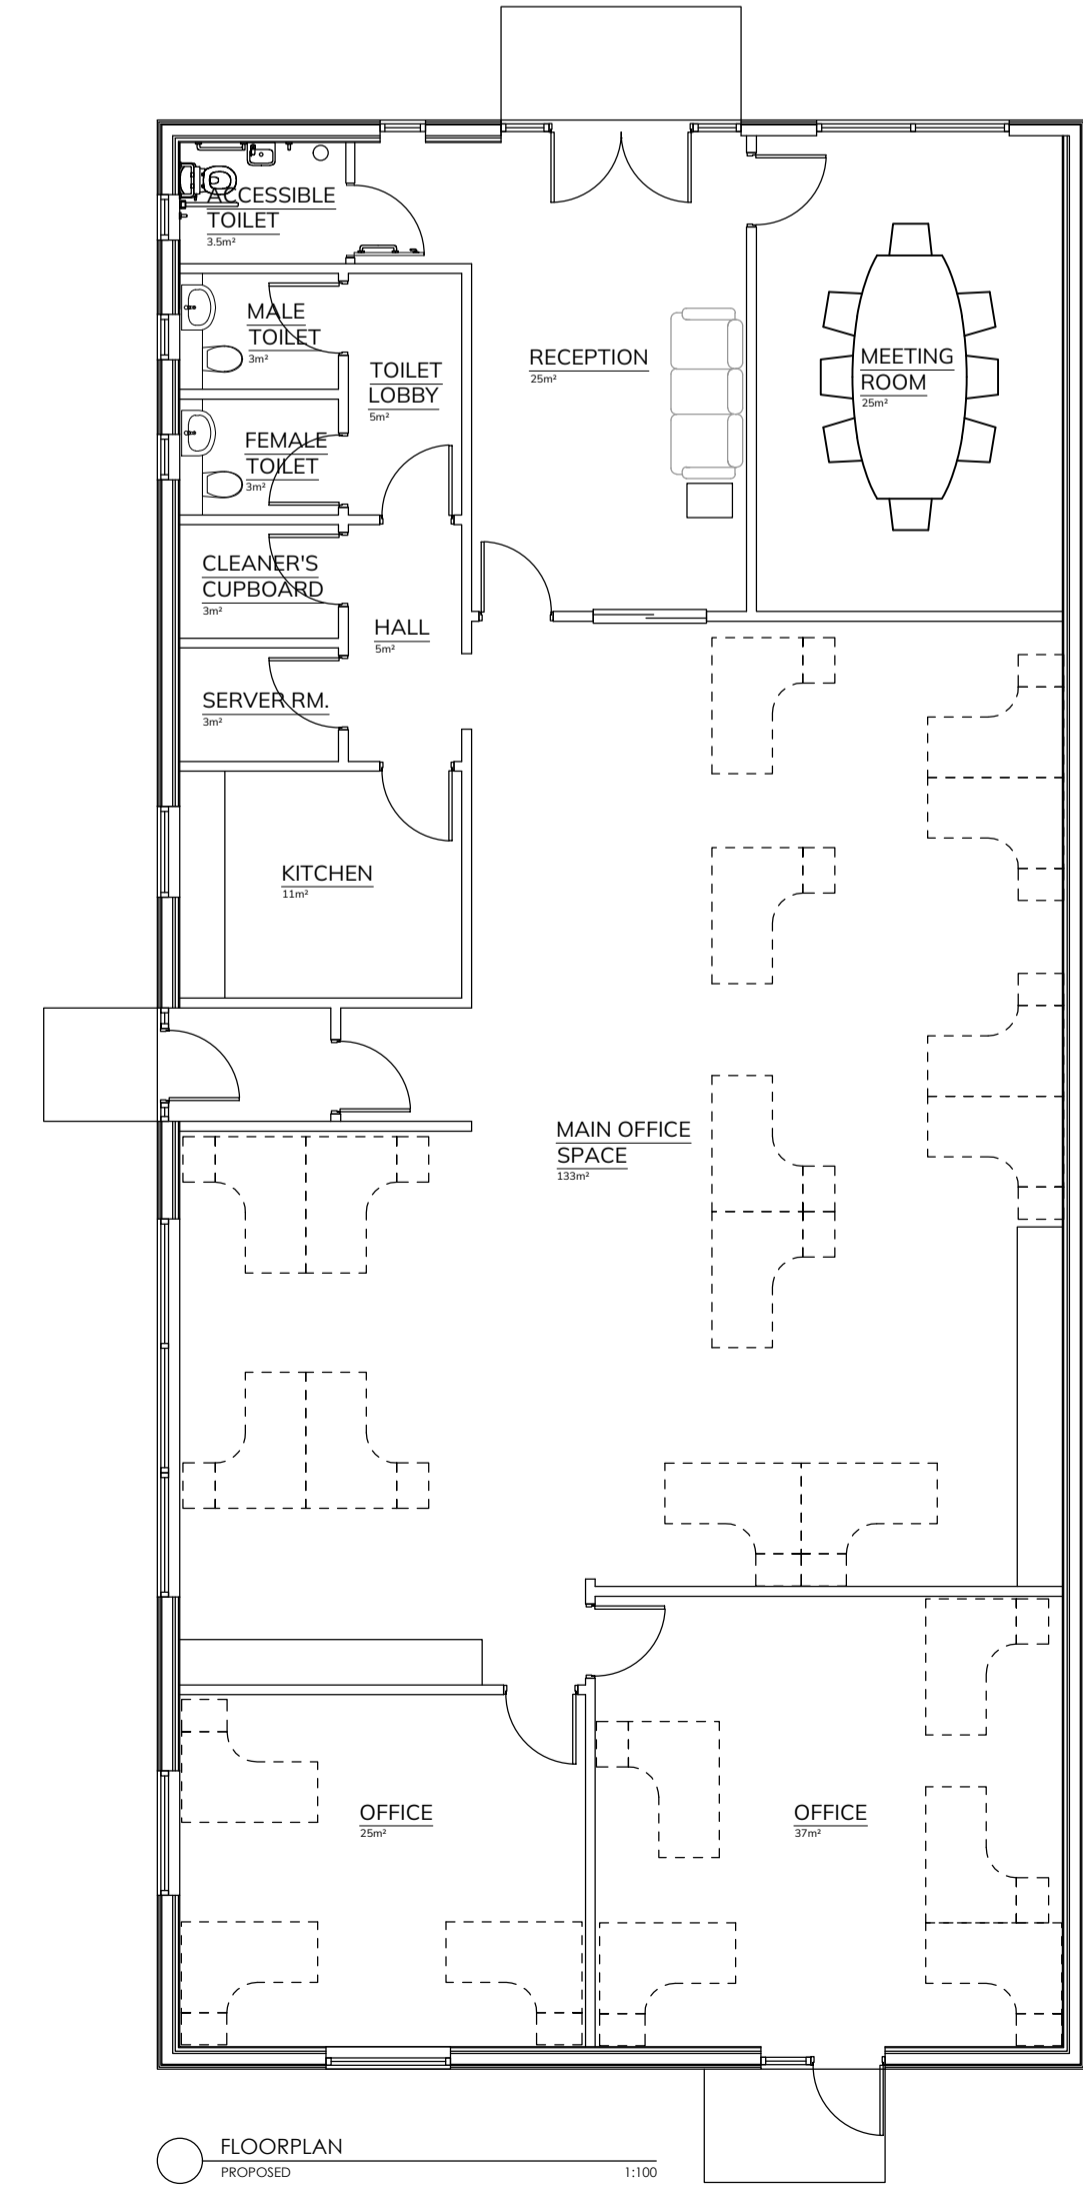 ACCESSIBLE
TOILET
3.5m²
MALE
TOILET
3m²
TOILET
LOBBY
5m²
RECEPTION
25m²
MEETING
ROOM
25m²
FEMALE
TOILET
3m²
CLEANER'S
CUPBOARD
3m²
HALL
5m²
SERVER RM.
3m²
KITCHEN
11m²
MAIN OFFICE
SPACE
133m²
OFFICE
25m²
OFFICE
37m²
FLOORPLAN
PROPOSED
1:100